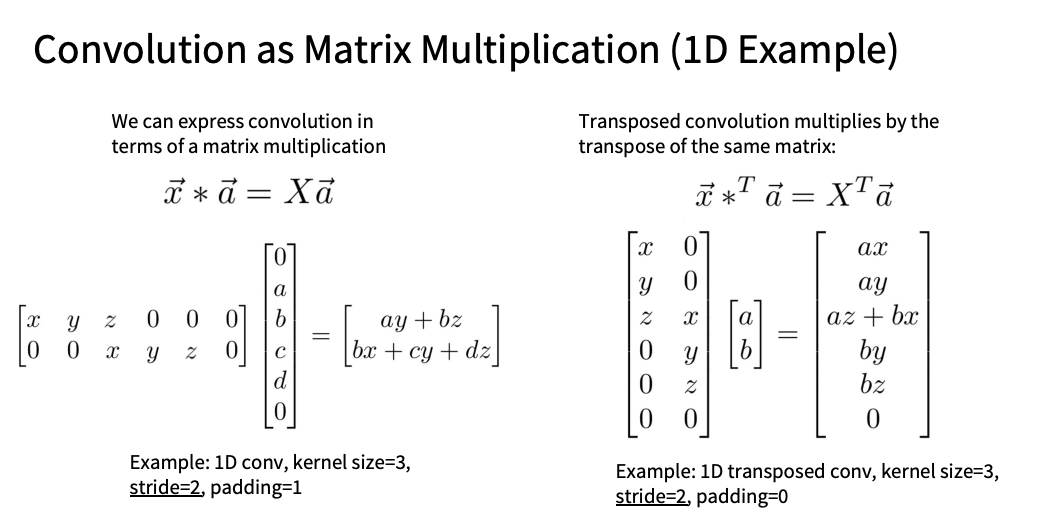 Convolution as Matrix Multiplication (1D Example)
We can express convolution in
terms of a matrix multiplication
$\vec{x} * \vec{a} = X\vec{a}$
$\begin{bmatrix} x & y & z & 0 & 0 & 0 \\ 0 & 0 & x & y & z & 0 \end{bmatrix} \begin{bmatrix} 0 \\ a \\ b \\ c \\ d \\ 0 \end{bmatrix} = \begin{bmatrix} ay + bz \\ bx + cy + dz \end{bmatrix}$
Example: 1D conv, kernel size=3,
stride=2, padding=1
Transposed convolution multiplies by the
transpose of the same matrix:
$\vec{x} *^T \vec{a} = X^T\vec{a}$
$\begin{bmatrix} x & 0 \\ y & 0 \\ z & x \\ 0 & y \\ 0 & z \\ 0 & 0 \end{bmatrix} \begin{bmatrix} a \\ b \end{bmatrix} = \begin{bmatrix} ax \\ ay \\ az + bx \\ by \\ bz \\ 0 \end{bmatrix}$
Example: 1D transposed conv, kernel size=3,
stride=2, padding=0